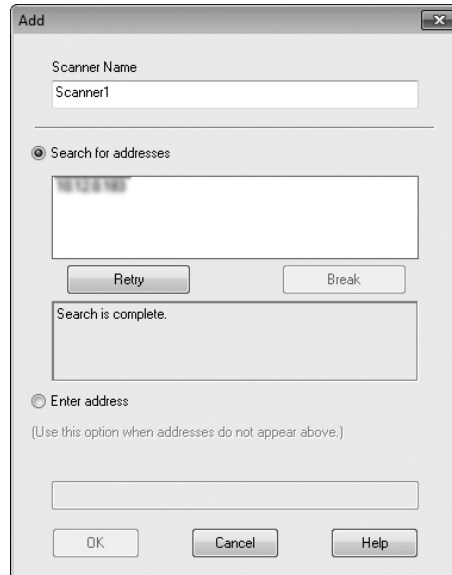 Add
Scanner Name
Scanner1
Search for addresses
Retry
Break
Search is complete.
Enter address
(Use this option when addresses do not appear above.)
OK
Cancel
Help